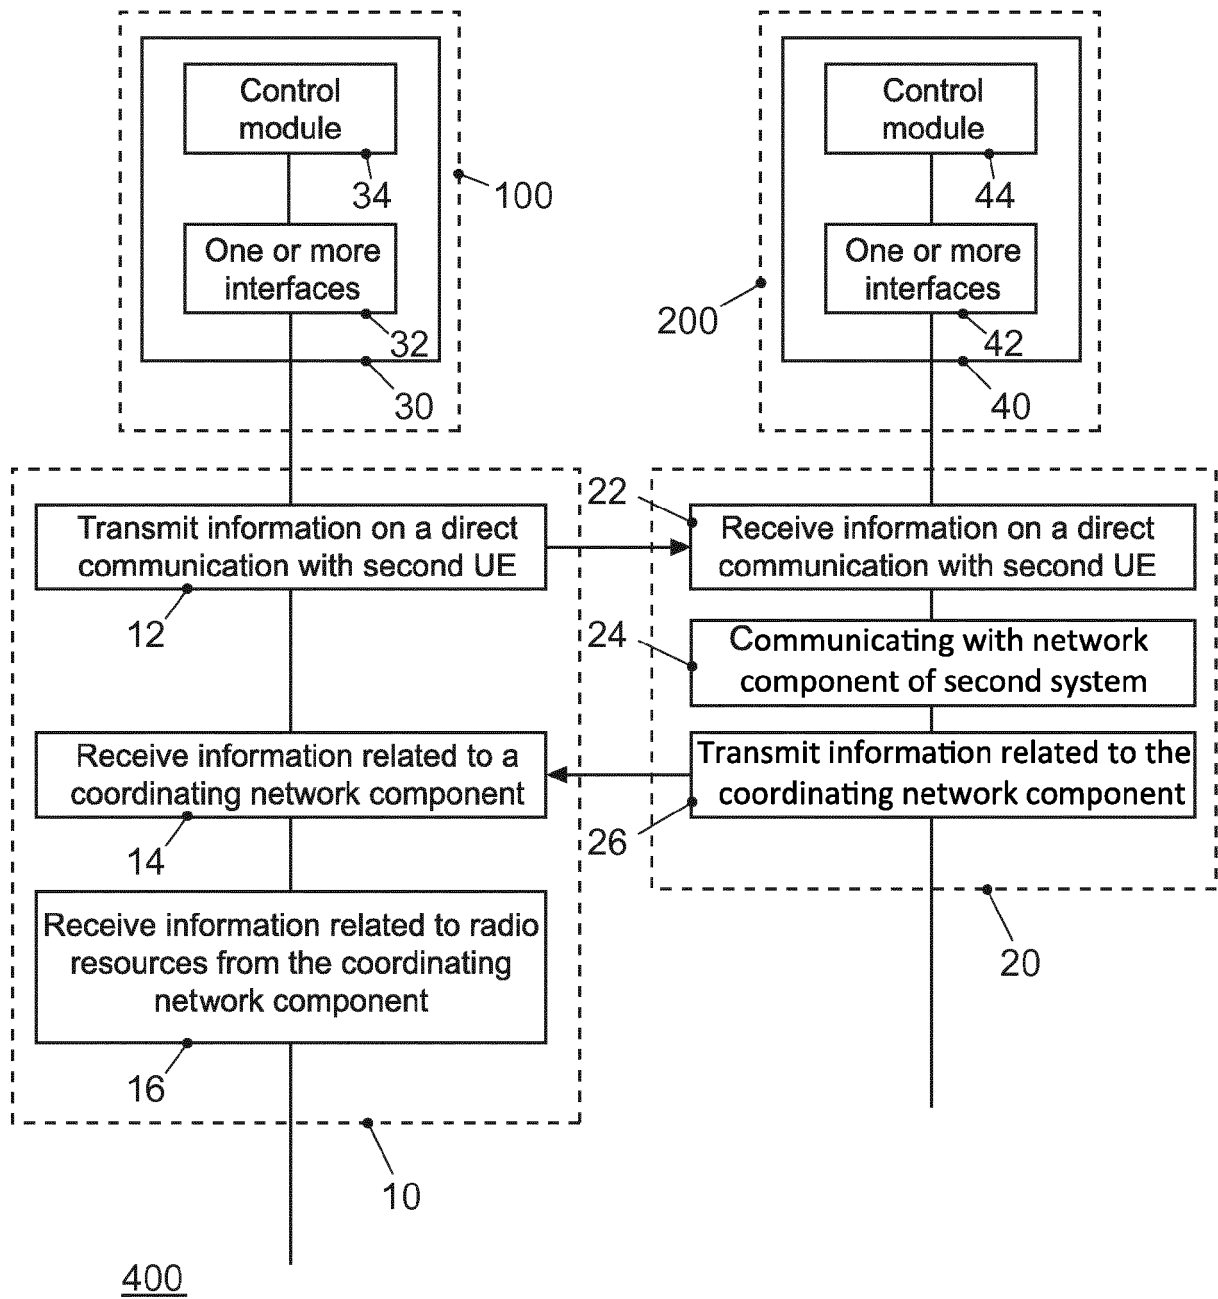 Control
module
34
One or more
interfaces
32
30
100
Control
module
44
One or more
interfaces
42
40
200
Transmit information on a direct
communication with second UE
12
Receive information related to a
coordinating network component
14
Receive information related to radio
resources from the coordinating
network component
16
10
22
Receive information on a direct
communication with second UE
24
Communicating with network
component of second system
Transmit information related to the
coordinating network component
26
20
400